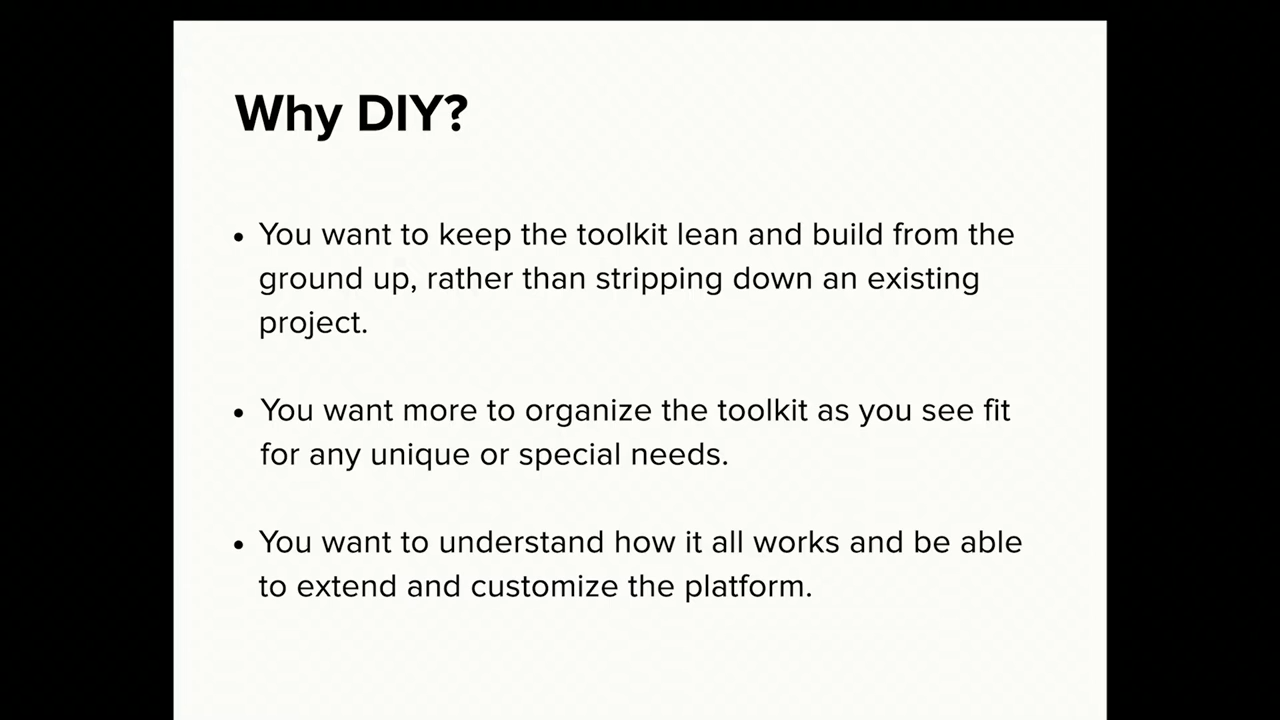 Why DIY?
• You want to keep the toolkit lean and build from the
ground up, rather than stripping down an existing
project.
• You want more to organize the toolkit as you see fit
for any unique or special needs.
• You want to understand how it all works and be able
to extend and customize the platform.